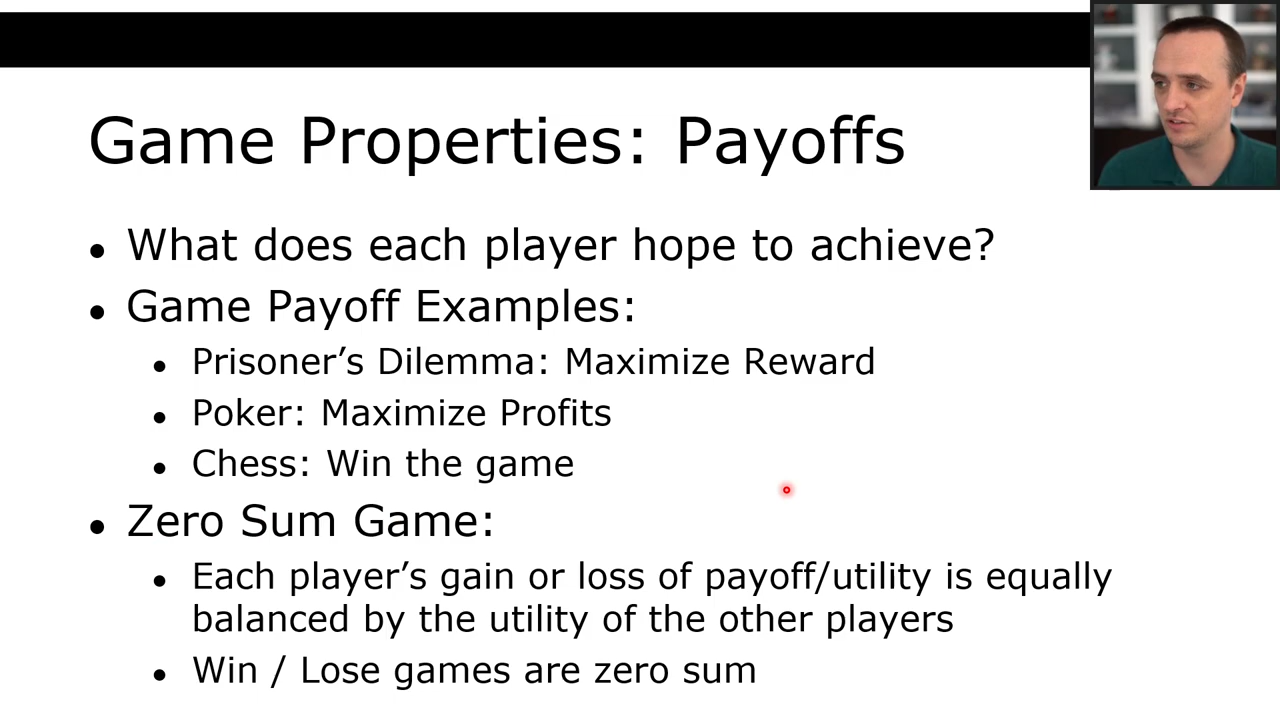 Game Properties: Payoffs
What does each player hope to achieve?
Game Payoff Examples:
Prisoner’s Dilemma: Maximize Reward
Poker: Maximize Profits
Chess: Win the game
Zero Sum Game:
Each player’s gain or loss of payoff/utility is equally
balanced by the utility of the other players
Win / Lose games are zero sum